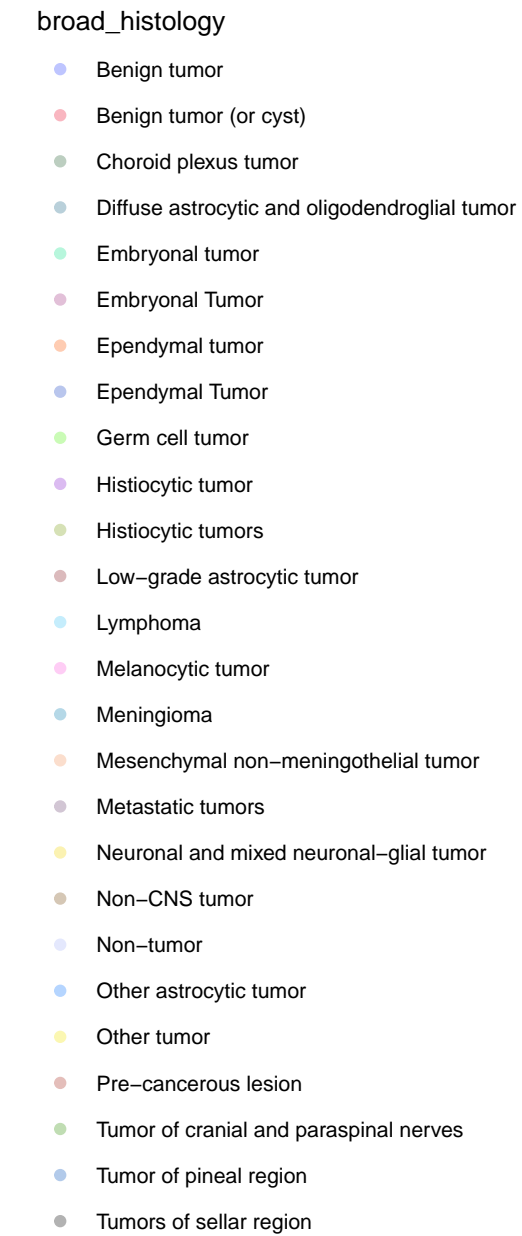 broad_histology
Benign tumor
Benign tumor (or cyst)
Choroid plexus tumor
Diffuse astrocytic and oligodendroglial tumor
Embryonal tumor
Embryonal Tumor
Ependymal tumor
Ependymal Tumor
Germ cell tumor
Histiocytic tumor
Histiocytic tumors
Low−grade astrocytic tumor
Lymphoma
Melanocytic tumor
Meningioma
Mesenchymal non−meningothelial tumor
Metastatic tumors
Neuronal and mixed neuronal−glial tumor
Non−CNS tumor
Non−tumor
Other astrocytic tumor
Other tumor
Pre−cancerous lesion
Tumor of cranial and paraspinal nerves
Tumor of pineal region
Tumors of sellar region